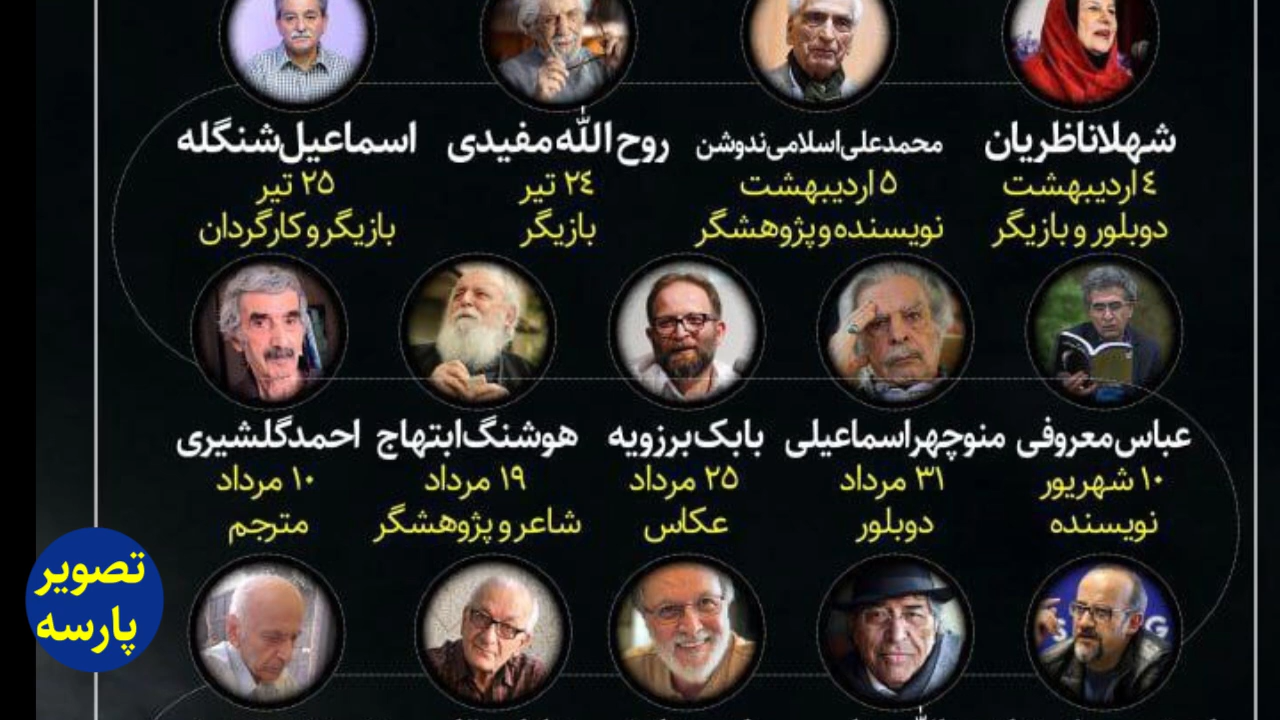 شهلا ناظریان
۴ اردیبهشت
دوبلور و بازیگر
محمدعلی اسلامی ندوشن
۵ اردیبهشت
نویسنده و پژوهشگر
روح الله مفیدی
۲۴ تیر
بازیگر
اسماعیل شنگله
۲۵ تیر
بازیگر و کارگردان
عباس معروفی
۱۰ شهریور
نویسنده
منوچهر اسماعیلی
۳۱ مرداد
دوبلور
بابک برزویه
۲۵ مرداد
عکاس
هوشنگ ابتهاج
۱۹ مرداد
شاعر و پژوهشگر
احمد گلشیری
۱۰ مرداد
مترجم
تصویر
پارسه